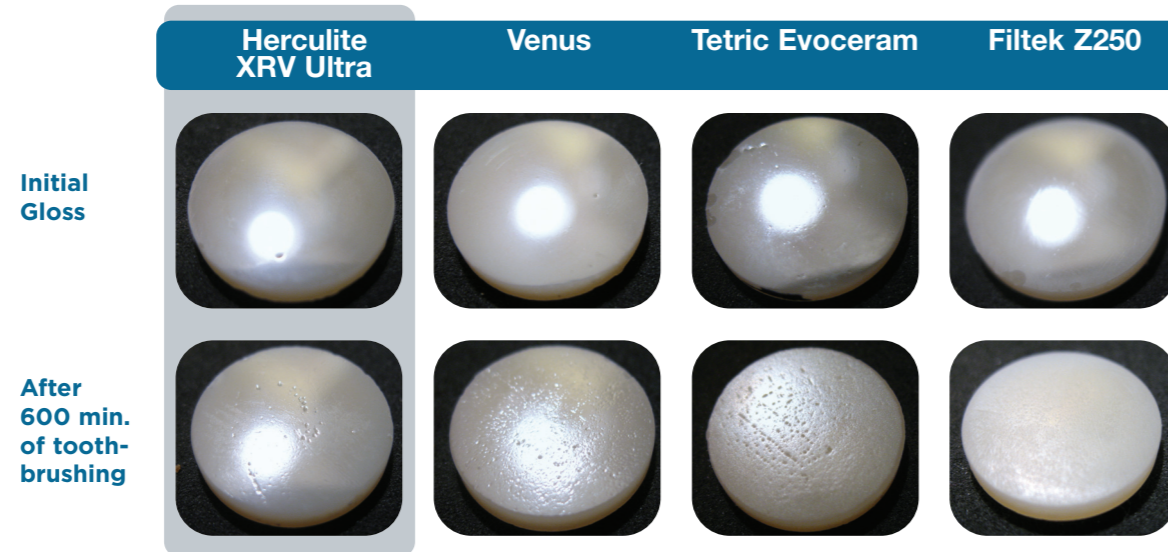 Herculite
XRV Ultra
Venus
Tetric Evoceram
Filtek Z250
Initial
Gloss
After
600 min.
of tooth-
brushing